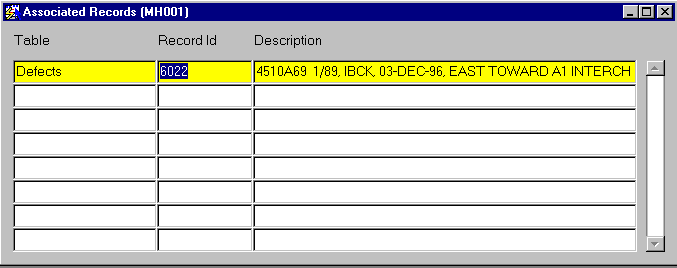 Associated Records (MH001)
Table Record Id Description
Defects 6022 4510A69 1/89, IBCK, 03-DEC-96, EAST TOWARD A1 INTERCH